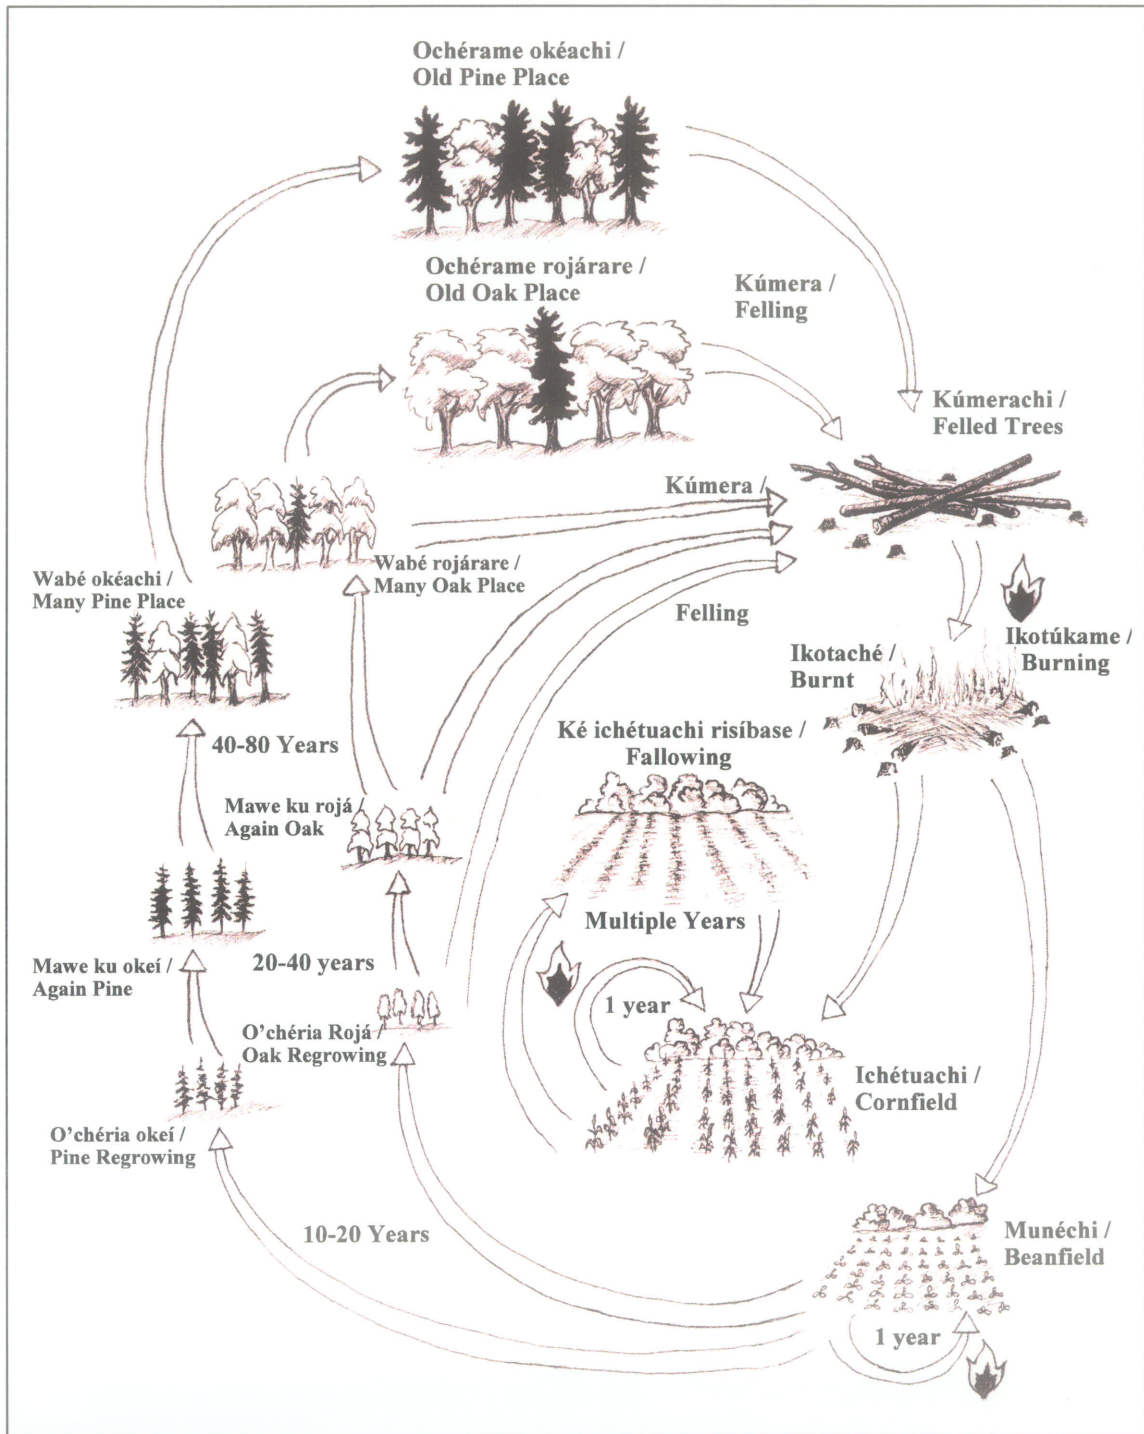 Ochérame okéachi /
Old Pine Place
Ochérame rojárare /
Old Oak Place
Kúmera /
Felling
Kúmerachi /
Felled Trees
Kúmera /
Wabé rojárare /
Many Oak Place
Wabé okéachi /
Many Pine Place
Felling
Ikotúkame /
Burning
Ikotaché /
Burnt
Ké ichétuachi risíbase /
Fallowing
40-80 Years
Mawe ku rojá /
Again Oak
Multiple Years
20-40 years
Mawe ku okeí /
Again Pine
1 year
O’chéria Rojá /
Oak Regrowing
Ichétuachi /
Cornfield
O’chéria okeí /
Pine Regrowing
10-20 Years
Munéchi /
Beanfield
1 year